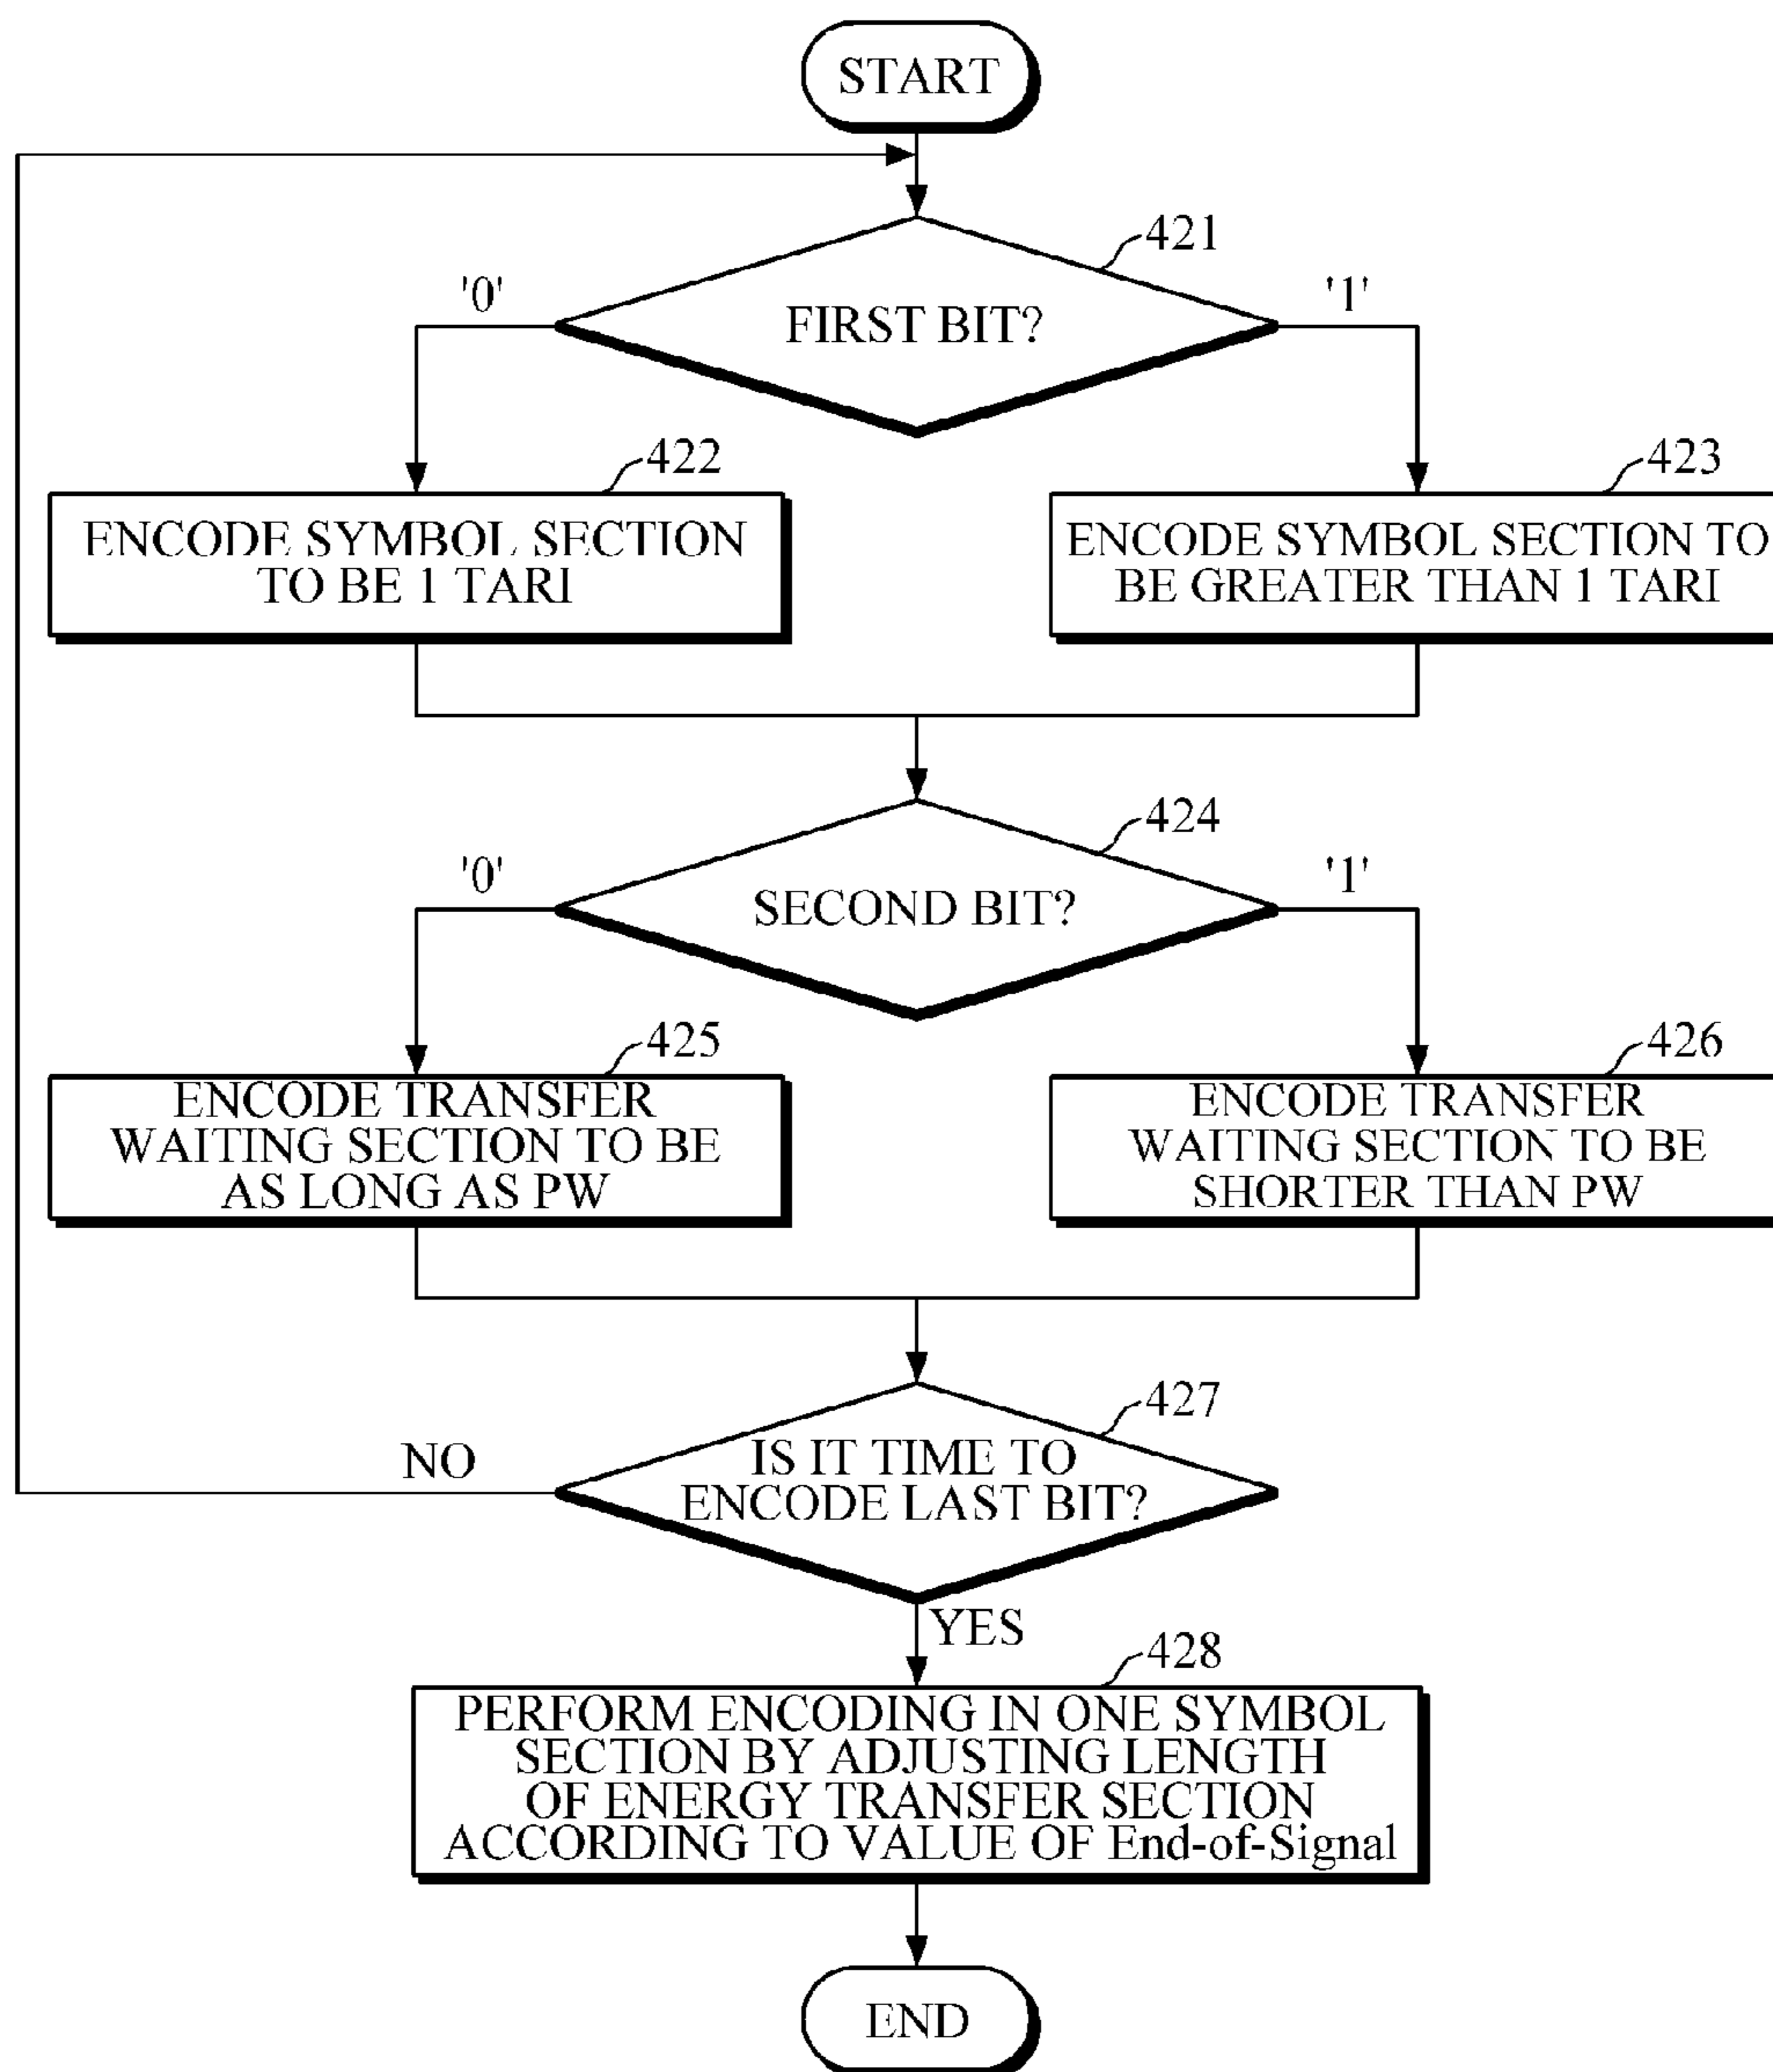 START
421
'0'
'1'
FIRST BIT?
422
423
ENCODE SYMBOL SECTION
TO BE 1 TARI
ENCODE SYMBOL SECTION TO
BE GREATER THAN 1 TARI
424
'0'
'1'
SECOND BIT?
425
426
ENCODE TRANSFER
WAITING SECTION TO BE
AS LONG AS PW
ENCODE TRANSFER
WAITING SECTION TO BE
SHORTER THAN PW
427
NO
IS IT TIME TO
ENCODE LAST BIT?
YES
428
PERFORM ENCODING IN ONE SYMBOL
SECTION BY ADJUSTING LENGTH
OF ENERGY TRANSFER SECTION
ACCORDING TO VALUE OF End-of-Signal
END